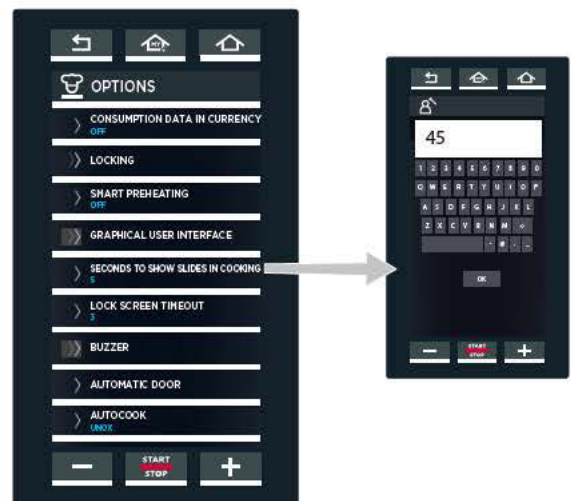 MY
OPTIONS
CONSUMPTION DATA IN CURRENCY
OFF
LOCKING
SMART PREHEATING
OFF
GRAPHICAL USER INTERFACE
SECONDS TO SHOW SLIDES IN COOKING
5
LOCK SCREEN TIMEOUT
3
BUZZER
AUTOMATIC DOOR
AUTOCOOK
UNOX
START
STOP
45
1 2 3 4 5 6 7 8 9 0
Q W E R T Y U I O P
A S D F G H J K L
Z X C V B N M
- @ . _
OK
START
STOP